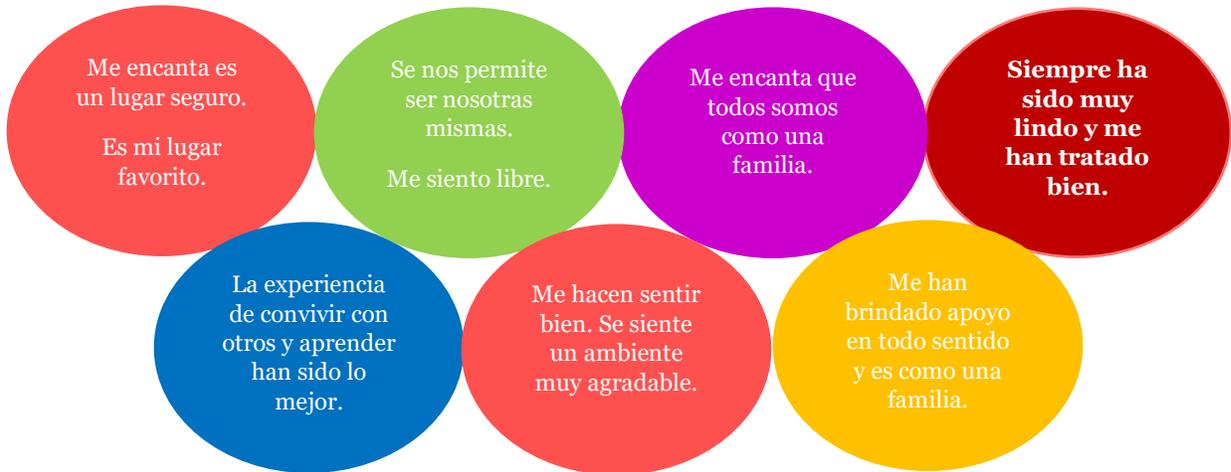 Me encanta es
un lugar seguro.
Es mi lugar
favorito.
Se nos permite
ser nosotras
mismas.
Me siento libre.
Me encanta que
todos somos
como una
familia.
Siempre ha
sido muy
lindo y me
han tratado
bien.
La experiencia
de convivir con
otros y aprender
han sido lo
mejor.
Me hacen sentir
bien. Se siente
un ambiente
muy agradable.
Me han
brindado apoyo
en todo sentido
y es como una
familia.